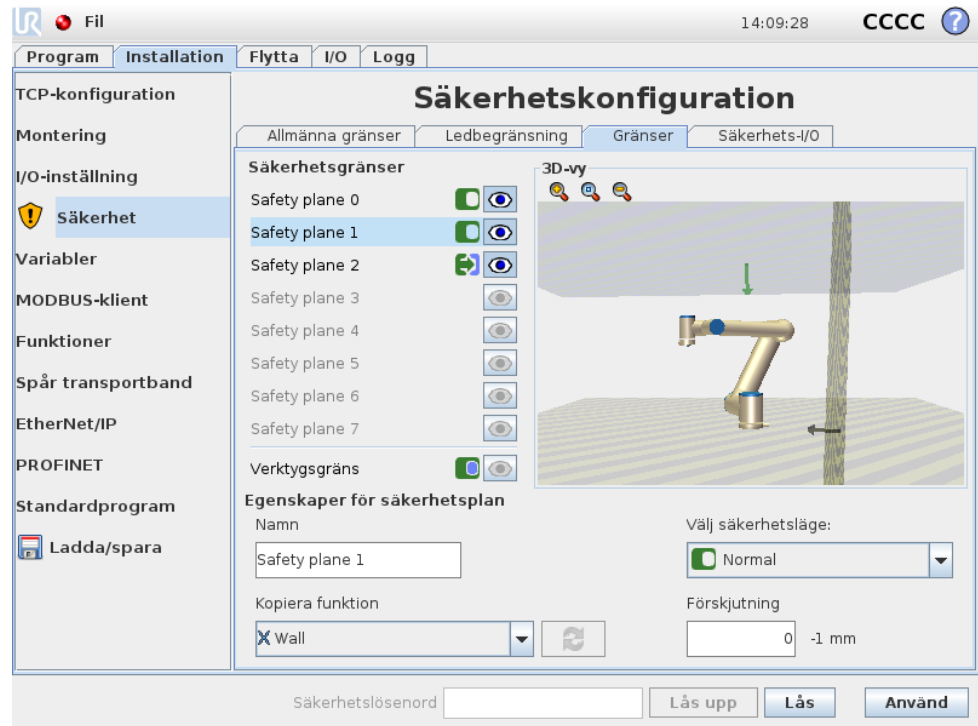 UR Fil 14:09:28 CCCC ?
Program Installation Flytta I/O Logg
TCP-konfiguration
Montering
I/O-inställning
Säkerhet
Variabler
MODBUS-klient
Funktioner
Spår transportband
EtherNet/IP
PROFINET
Standardprogram
Ladda/spara
Säkerhetskonfiguration
Allmänna gränser Ledbegränsning Gränser Säkerhets-I/O
Säkerhetsgränser
Safety plane 0
Safety plane 1
Safety plane 2
Safety plane 3
Safety plane 4
Safety plane 5
Safety plane 6
Safety plane 7
Verktygsgräns
3D-vy
Egenskaper för säkerhetsplan
Namn
Safety plane 1
Välj säkerhetsläge:
Normal
Kopiera funktion
Wall
Förskjutning
0 -1 mm
Säkerhetslösenord Lås upp Lås Använd